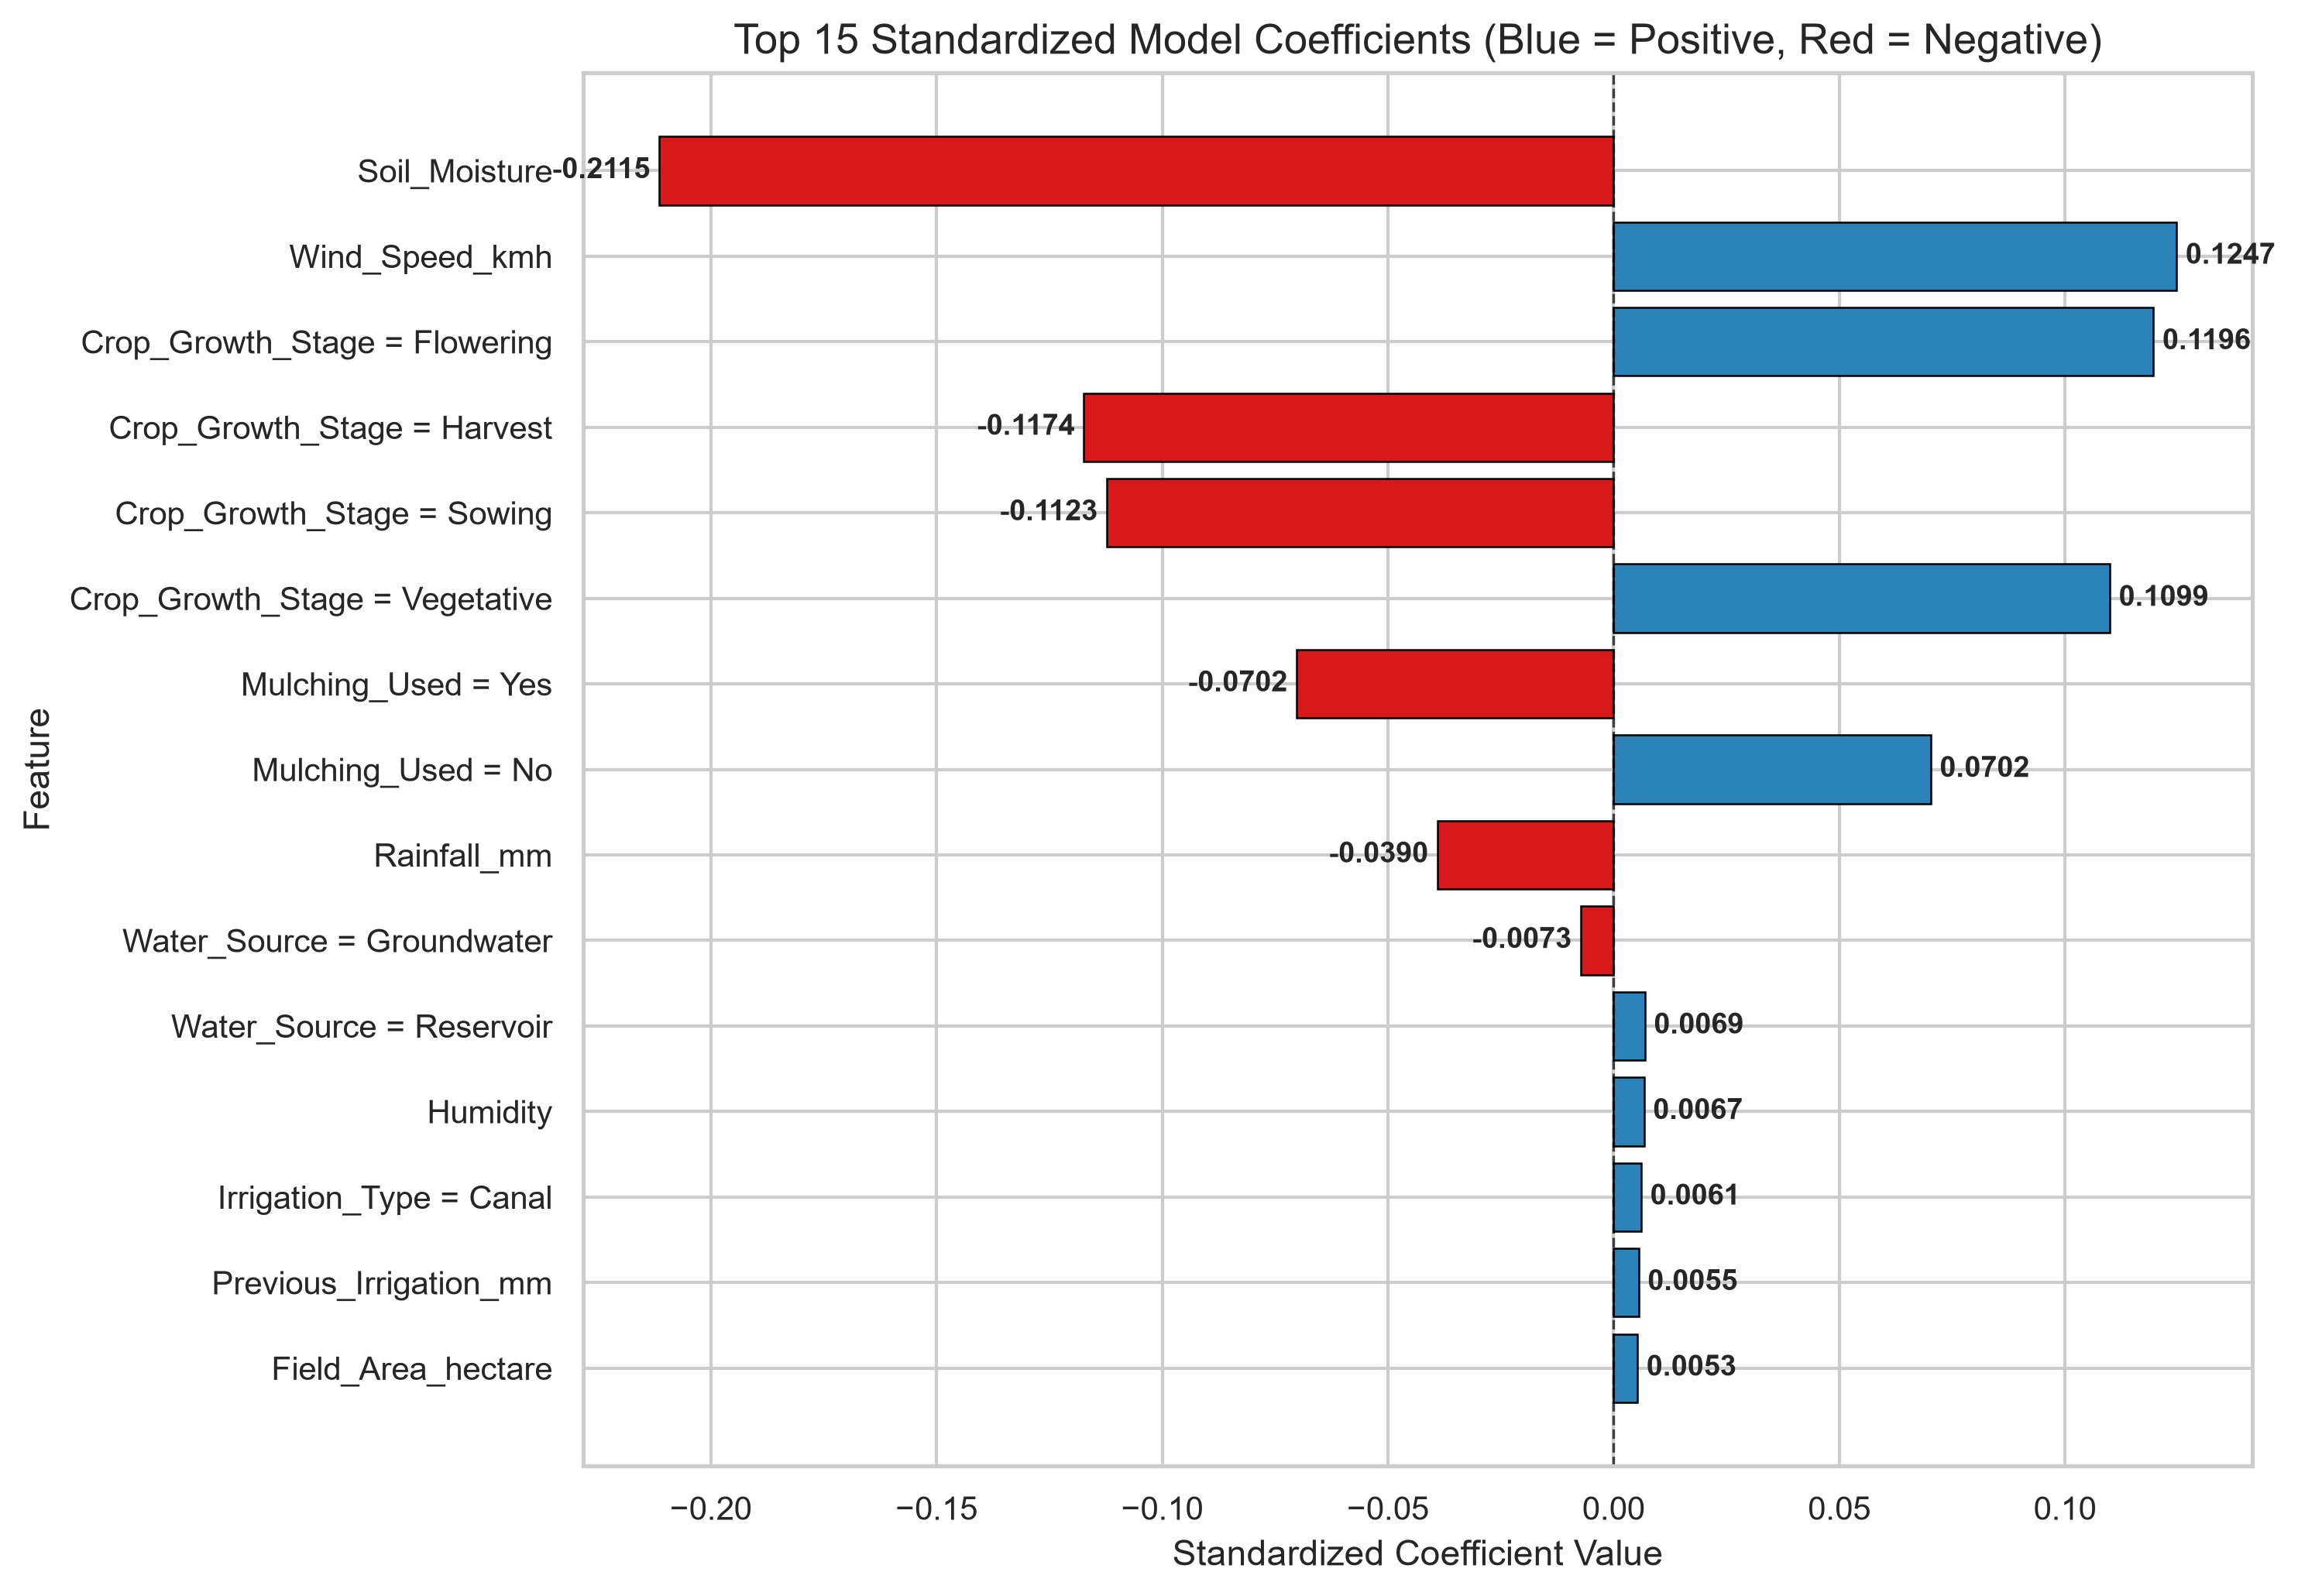 Top 15 Standardized Model Coefficients (Blue = Positive, Red = Negative)
Feature
Soil_Moisture -0.2115
Wind_Speed_kmh 0.1247
Crop_Growth_Stage = Flowering 0.1196
Crop_Growth_Stage = Harvest -0.1174
Crop_Growth_Stage = Sowing -0.1123
Crop_Growth_Stage = Vegetative 0.1099
Mulching_Used = Yes -0.0702
Mulching_Used = No 0.0702
Rainfall_mm -0.0390
Water_Source = Groundwater -0.0073
Water_Source = Reservoir 0.0069
Humidity 0.0067
Irrigation_Type = Canal 0.0061
Previous_Irrigation_mm 0.0055
Field_Area_hectare 0.0053
−0.20 −0.15 −0.10 −0.05 0.00 0.05 0.10
Standardized Coefficient Value